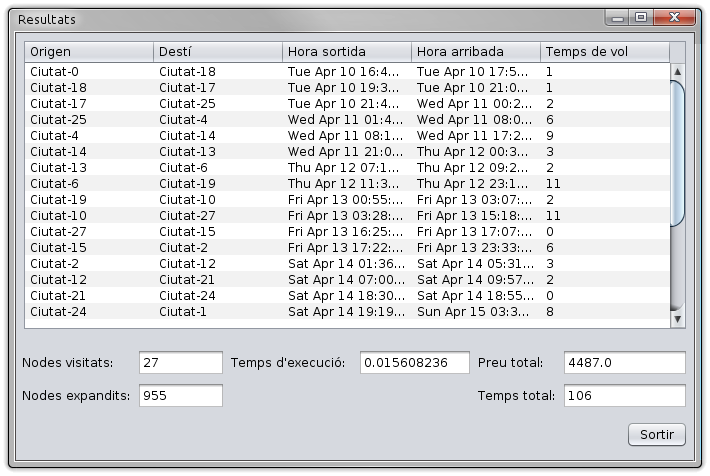 Resultats
Origen Destí Hora sortida Hora arribada Temps de vol
Ciutat-0 Ciutat-18 Tue Apr 10 16:4... Tue Apr 10 17:5... 1
Ciutat-18 Ciutat-17 Tue Apr 10 19:3... Tue Apr 10 21:0... 1
Ciutat-17 Ciutat-25 Tue Apr 10 21:4... Wed Apr 11 00:2... 2
Ciutat-25 Ciutat-4 Wed Apr 11 01:4... Wed Apr 11 08:0... 6
Ciutat-4 Ciutat-14 Wed Apr 11 08:1... Wed Apr 11 17:2... 9
Ciutat-14 Ciutat-13 Wed Apr 11 21:0... Thu Apr 12 00:3... 3
Ciutat-13 Ciutat-6 Thu Apr 12 07:1... Thu Apr 12 09:2... 2
Ciutat-6 Ciutat-19 Thu Apr 12 11:3... Thu Apr 12 23:1... 11
Ciutat-19 Ciutat-10 Fri Apr 13 00:55:... Fri Apr 13 03:07:... 2
Ciutat-10 Ciutat-27 Fri Apr 13 03:28:... Fri Apr 13 15:18:... 11
Ciutat-27 Ciutat-15 Fri Apr 13 16:25:... Fri Apr 13 17:07:... 0
Ciutat-15 Ciutat-2 Fri Apr 13 17:22:... Fri Apr 13 23:33:... 6
Ciutat-2 Ciutat-12 Sat Apr 14 01:36... Sat Apr 14 05:31... 3
Ciutat-12 Ciutat-21 Sat Apr 14 07:00... Sat Apr 14 09:57... 2
Ciutat-21 Ciutat-24 Sat Apr 14 18:30... Sat Apr 14 18:55... 0
Ciutat-24 Ciutat-1 Sat Apr 14 19:19... Sun Apr 15 03:3... 8
Nodes visitats: 27 Temps d'execució: 0.015608236 Preu total: 4487.0
Nodes expandits: 955 Temps total: 106
Sortir